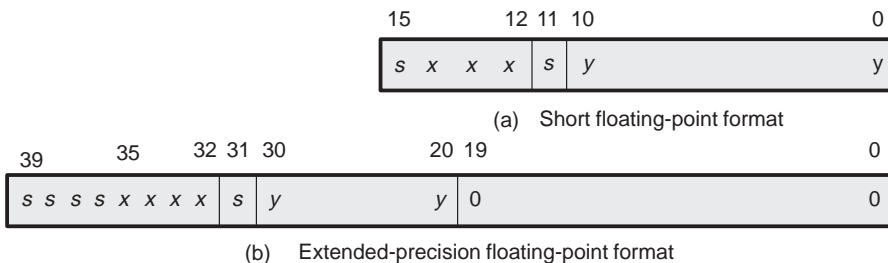 15 12 11 10 0
s x x x s y y
(a) Short floating-point format
39 35 32 31 30 20 19 0
s s s s x x x x s y y 0 0
(b) Extended-precision floating-point format